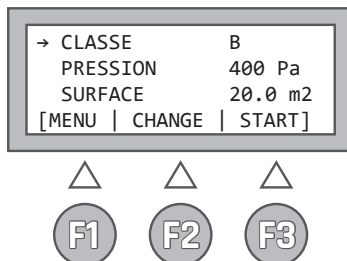 → CLASSE B
PRESSION 400 Pa
SURFACE 20.0 m2
[MENU | CHANGE | START]
F1 F2 F3